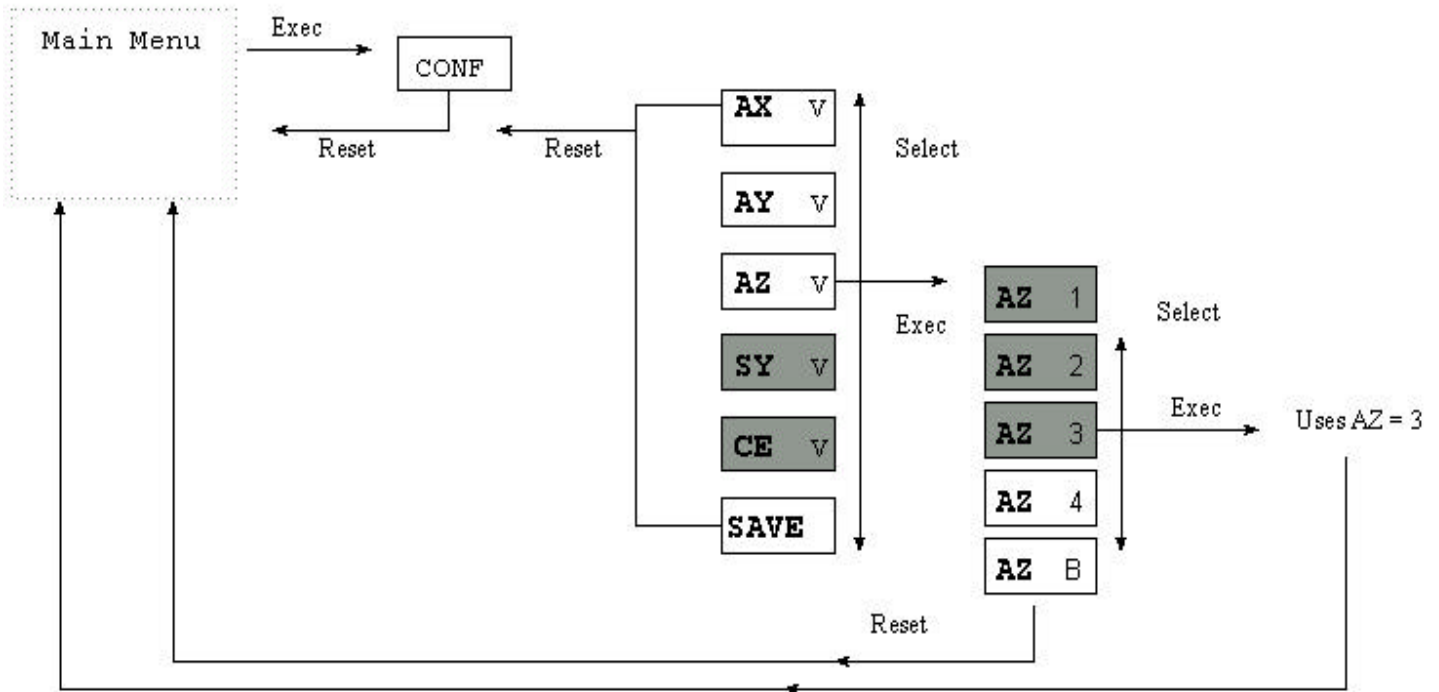 Main Menu
Exec
CONF
Reset
Reset
AX v
AY v
AZ v
SY v
CE v
SAVE
Select
Exec
AZ 1
AZ 2
AZ 3
AZ 4
AZ B
Select
Exec
Uses AZ = 3
Reset